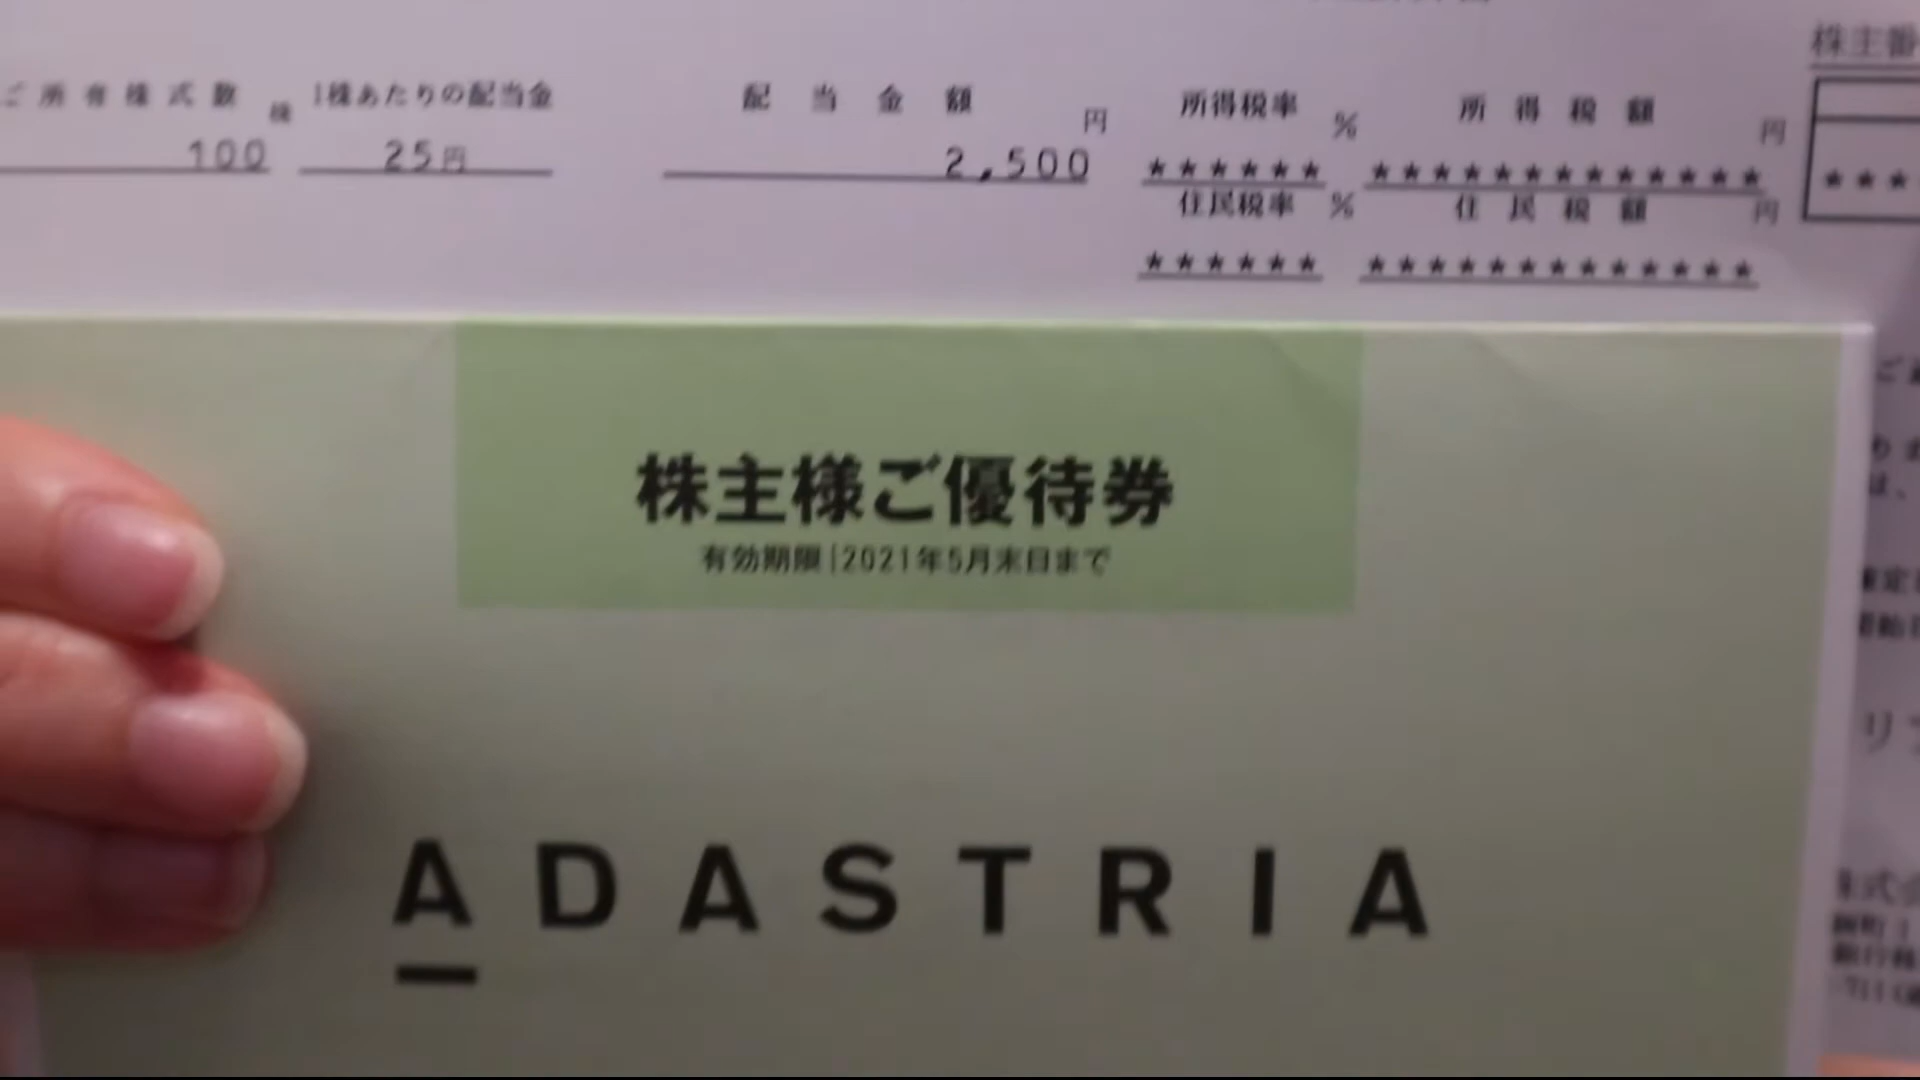 株主番
ご所有株式数 株 1株あたりの配当金 配当金額 円 所得税率 % 所得税額 円
100 25円 2,500 ****** *************
住民税率 % 住民税額 円
***
****** *************
株主様ご優待券
有効期限|2021年5月末日まで
ADASTRIA